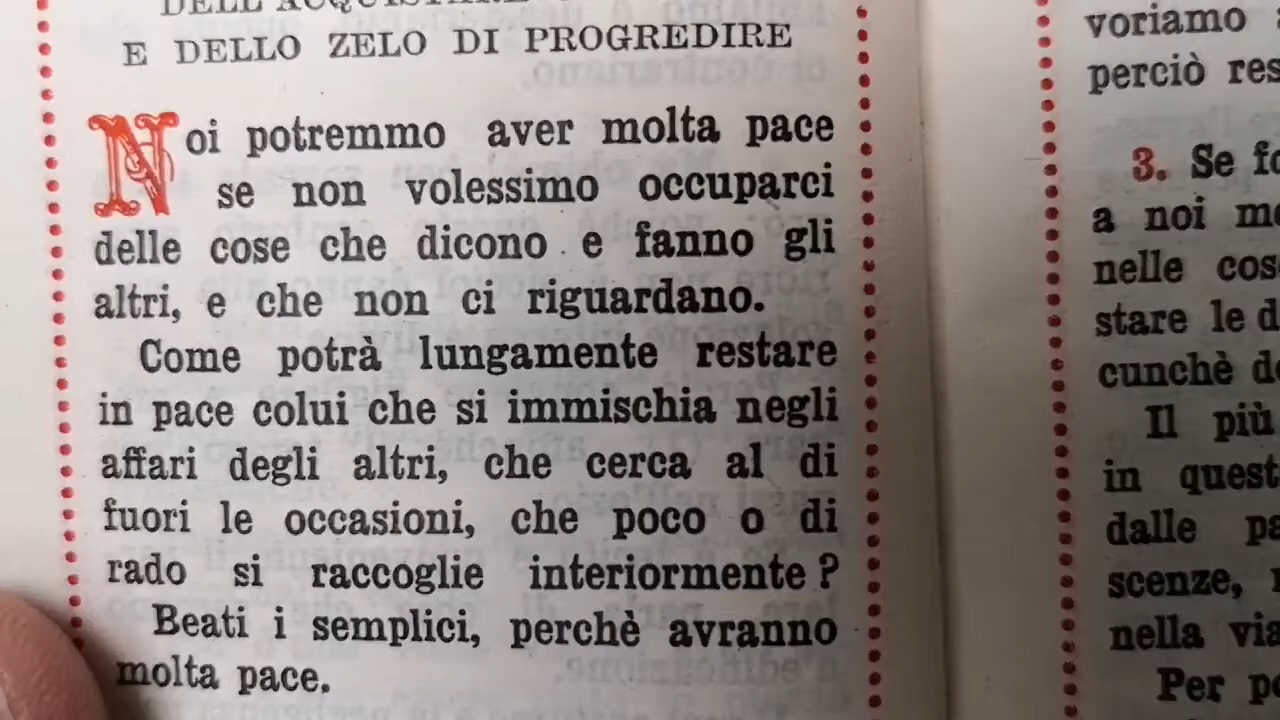 DELL'ACQUISTARE
E DELLO ZELO DI PROGREDIRE
Noi potremmo aver molta pace
se non volessimo occuparci
delle cose che dicono e fanno gli
altri, e che non ci riguardano.
Come potrà lungamente restare
in pace colui che si immischia negli
affari degli altri, che cerca al di
fuori le occasioni, che poco o di
rado si raccoglie interiormente?
Beati i semplici, perchè avranno
molta pace.
voriamo
perciò
3. Se
a noi
nelle
stare le
cunchè
Il più
in
dalle
scenze,
nella
Per